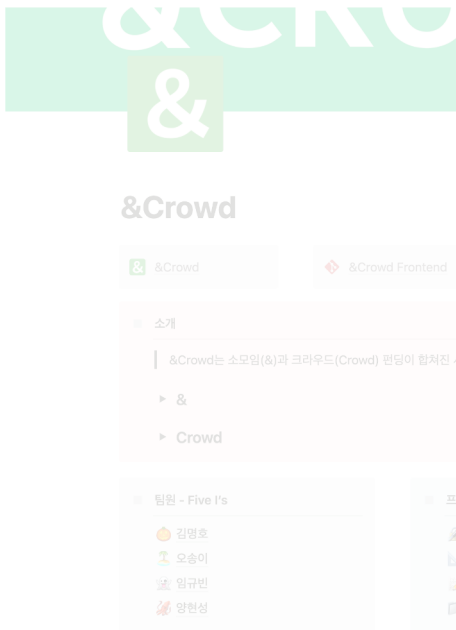 &CRO
&
&Crowd
& &Crowd
&Crowd Frontend
소개
&Crowd는 소모임(&)과 크라우드(Crowd) 펀딩이 합쳐진
&
Crowd
팀원 - Five I's
프
김명호
오송이
임규빈
양현성